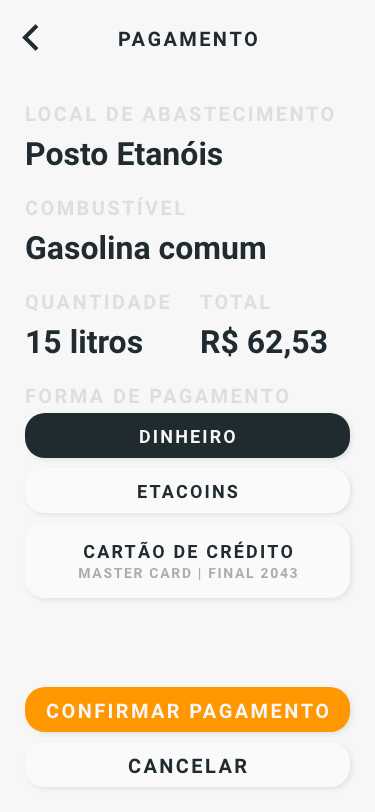 PAGAMENTO
LOCAL DE ABASTECIMENTO
Posto Etanóis
COMBUSTÍVEL
Gasolina comum
QUANTIDADE TOTAL
15 litros R$ 62,53
FORMA DE PAGAMENTO
DINHEIRO
ETACOINS
CARTÃO DE CRÉDITO
MASTER CARD | FINAL 2043
CONFIRMAR PAGAMENTO
CANCELAR